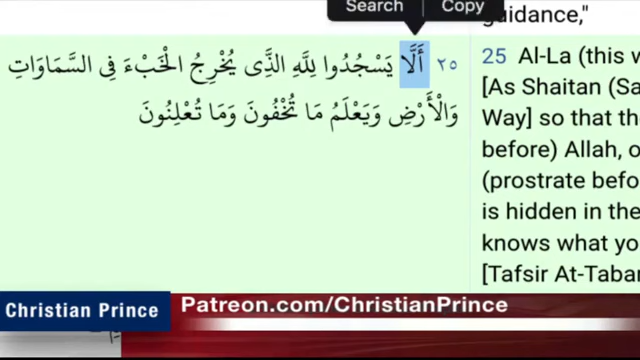 Search
Copy
guidance,"
٢٥ أَلَّا يَسْجُدُوا لِلَّهِ الَّذِى يُخْرِجُ الْخَبْءَ فِى السَّمَاوَاتِ
وَالْأَرْضِ وَيَعْلَمُ مَا تُخْفُونَ وَمَا تُعْلِنُونَ
25 Al-La (this w
[As Shaitan (Sa
Way] so that the
before) Allah, o
(prostrate befo
is hidden in the
knows what yo
[Tafsir At-Tabar
Christian Prince
Patreon.com/ChristianPrince